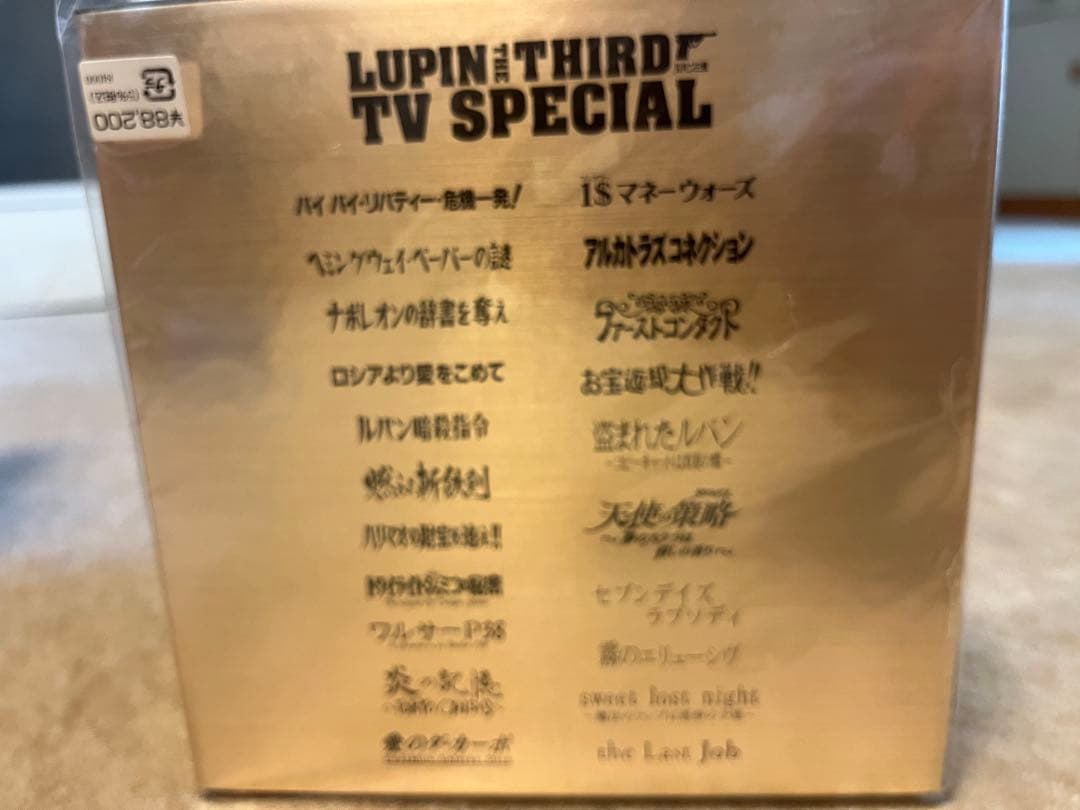 LUPIN THE THIRD
TV SPECIAL
¥88,200
バイ バイ・リバティー・危機一発!
ヘミングウェイ・ペーパーの謎
ナポレオンの辞書を奪え
ロシアより愛をこめて
ルパン暗殺指令
燃えよ斬鉄剣
ハリマオの財宝を追え!!
トワイライト☆ジェミニの秘密
ワルサーP38
炎の記憶
愛のダ・カーポ
1$マネーウォーズ
アルカトラズコネクション
ファーストコンタクト
お宝返却大作戦!!
盗まれたルパン
天使の策略
セブンデイズ
ラプソディ
霧のエリューシヴ
sweet lost night
the Last Job